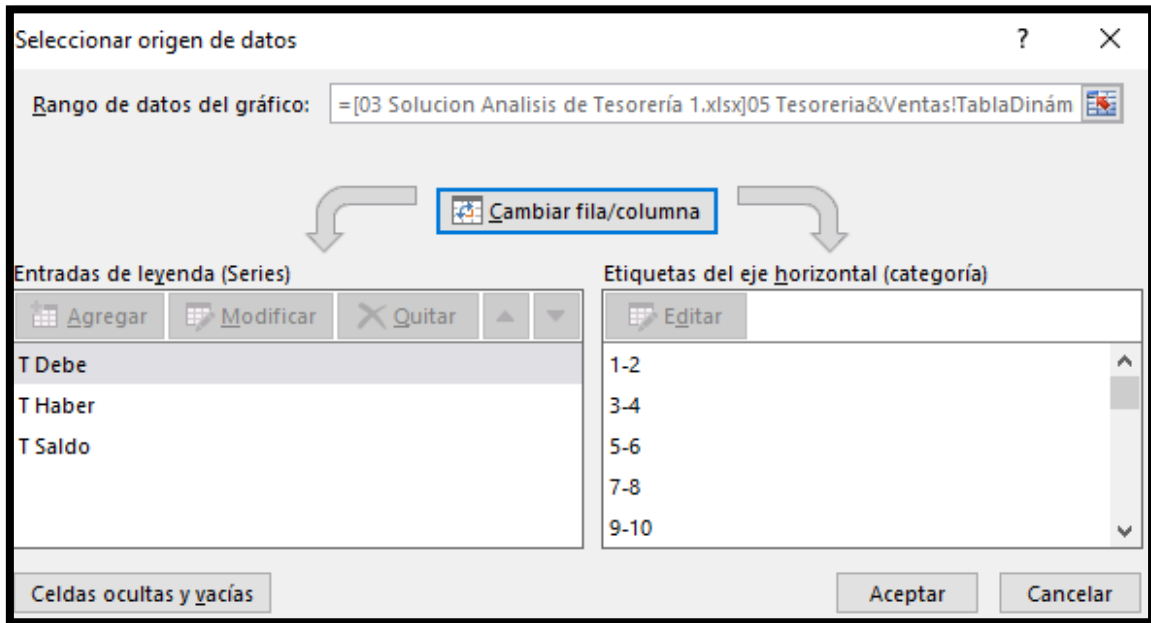 Seleccionar origen de datos ? ×
Rango de datos del gráfico: =[03 Solucion Analisis de Tesorería 1.xlsx]05 Tesoreria&Ventas!TablaDinám
Cambiar fila/columna
Entradas de leyenda (Series)
Agregar Modificar Quitar
T Debe
T Haber
T Saldo
Etiquetas del eje horizontal (categoría)
Editar
1-2
3-4
5-6
7-8
9-10
Celdas ocultas y vacías
Aceptar Cancelar